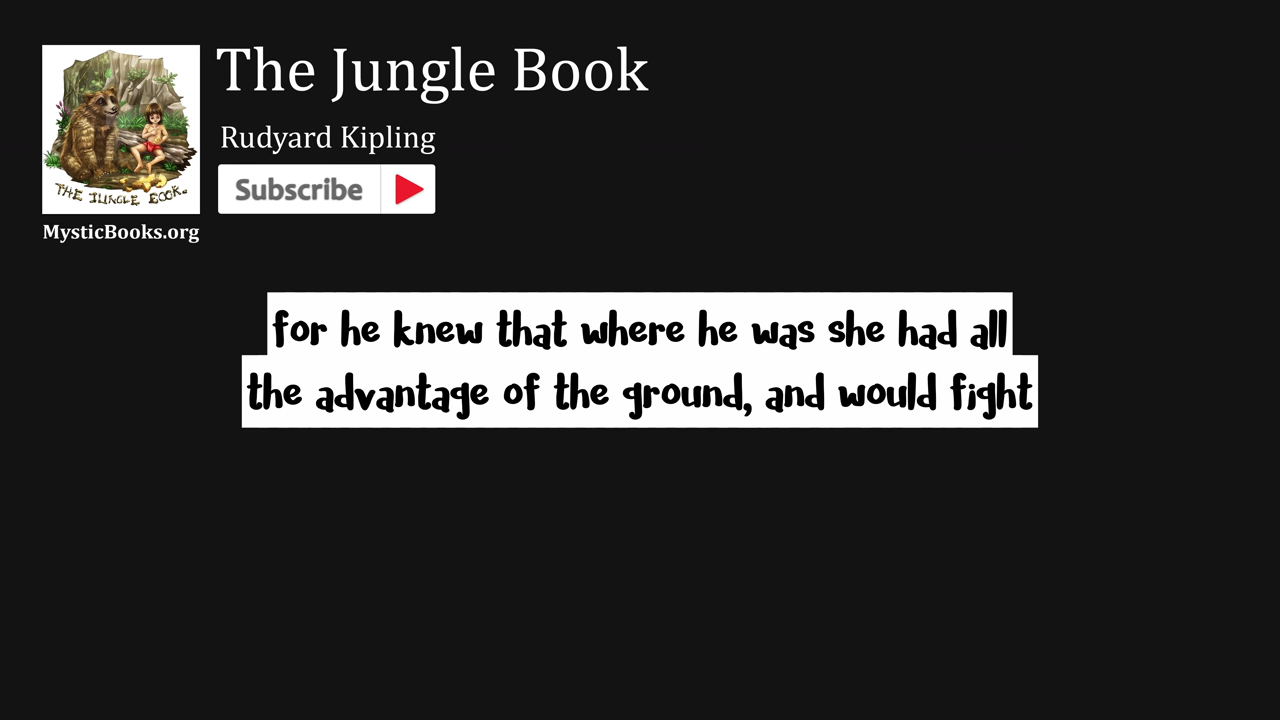 The Jungle Book
Rudyard Kipling
Subscribe
THE JUNGLE BOOK.
MysticBooks.org
for he knew that where he was she had all
the advantage of the ground, and would fight